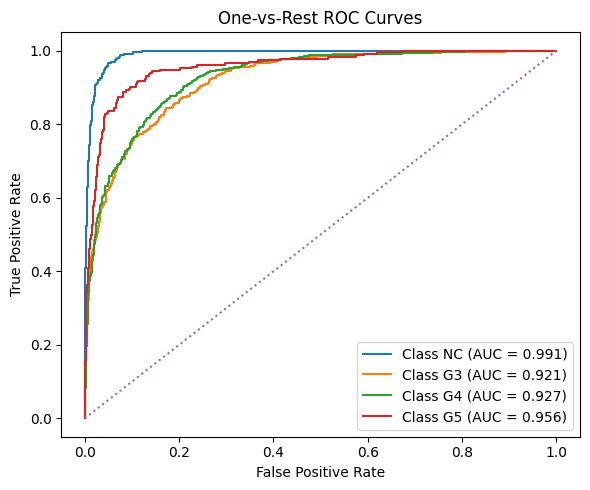 One-vs-Rest ROC Curves
True Positive Rate
1.0
0.8
0.6
0.4
0.2
0.0
Class NC (AUC = 0.991)
Class G3 (AUC = 0.921)
Class G4 (AUC = 0.927)
Class G5 (AUC = 0.956)
0.0 0.2 0.4 0.6 0.8 1.0
False Positive Rate